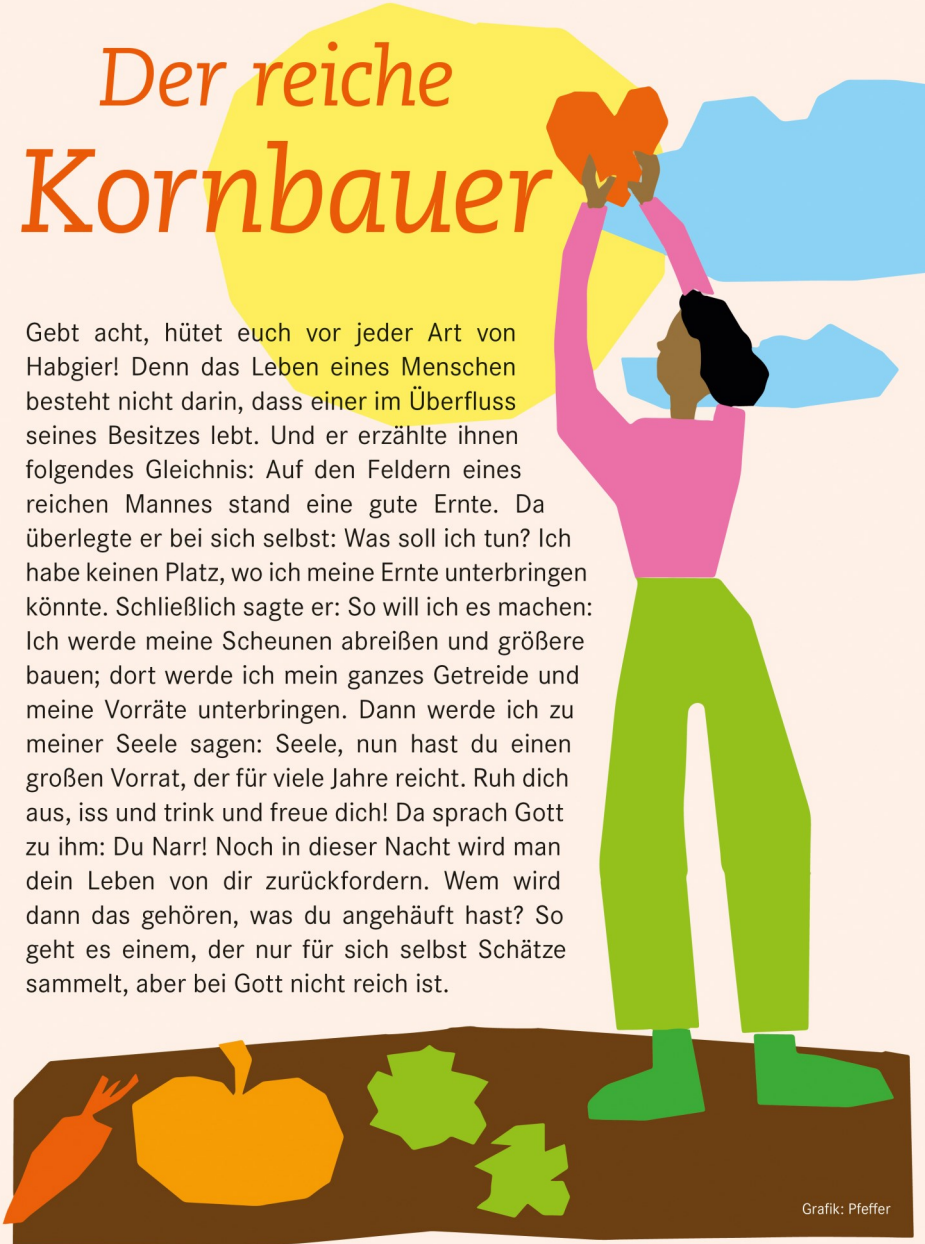 Der reiche
Kornbauer
Gebt acht, hütet euch vor jeder Art von
Habgier! Denn das Leben eines Menschen
besteht nicht darin, dass einer im Überfluss
seines Besitzes lebt. Und er erzählte ihnen
folgendes Gleichnis: Auf den Feldern eines
reichen Mannes stand eine gute Ernte. Da
überlegte er bei sich selbst: Was soll ich tun? Ich
habe keinen Platz, wo ich meine Ernte unterbringen
könnte. Schließlich sagte er: So will ich es machen:
Ich werde meine Scheunen abreißen und größere
bauen; dort werde ich mein ganzes Getreide und
meine Vorräte unterbringen. Dann werde ich zu
meiner Seele sagen: Seele, nun hast du einen
großen Vorrat, der für viele Jahre reicht. Ruh dich
aus, iss und trink und freue dich! Da sprach Gott
zu ihm: Du Narr! Noch in dieser Nacht wird man
dein Leben von dir zurückfordern. Wem wird
dann das gehören, was du angehäuft hast? So
geht es einem, der nur für sich selbst Schätze
sammelt, aber bei Gott nicht reich ist.
Grafik: Pfeffer